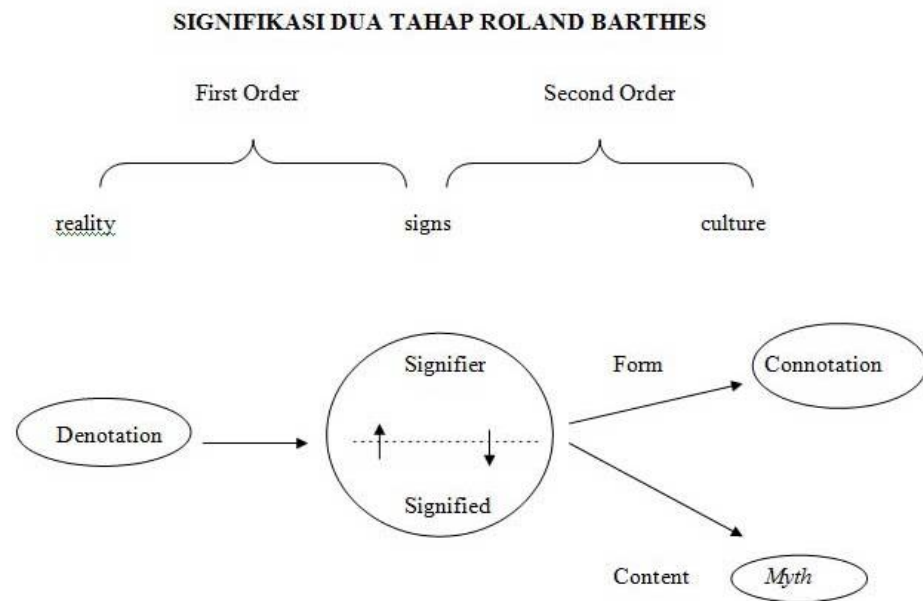 SIGNIFIKASI DUA TAHAP ROLAND BARTHES
First Order Second Order
reality signs culture
Signifier Form Connotation
Denotation
Signified
Content Myth